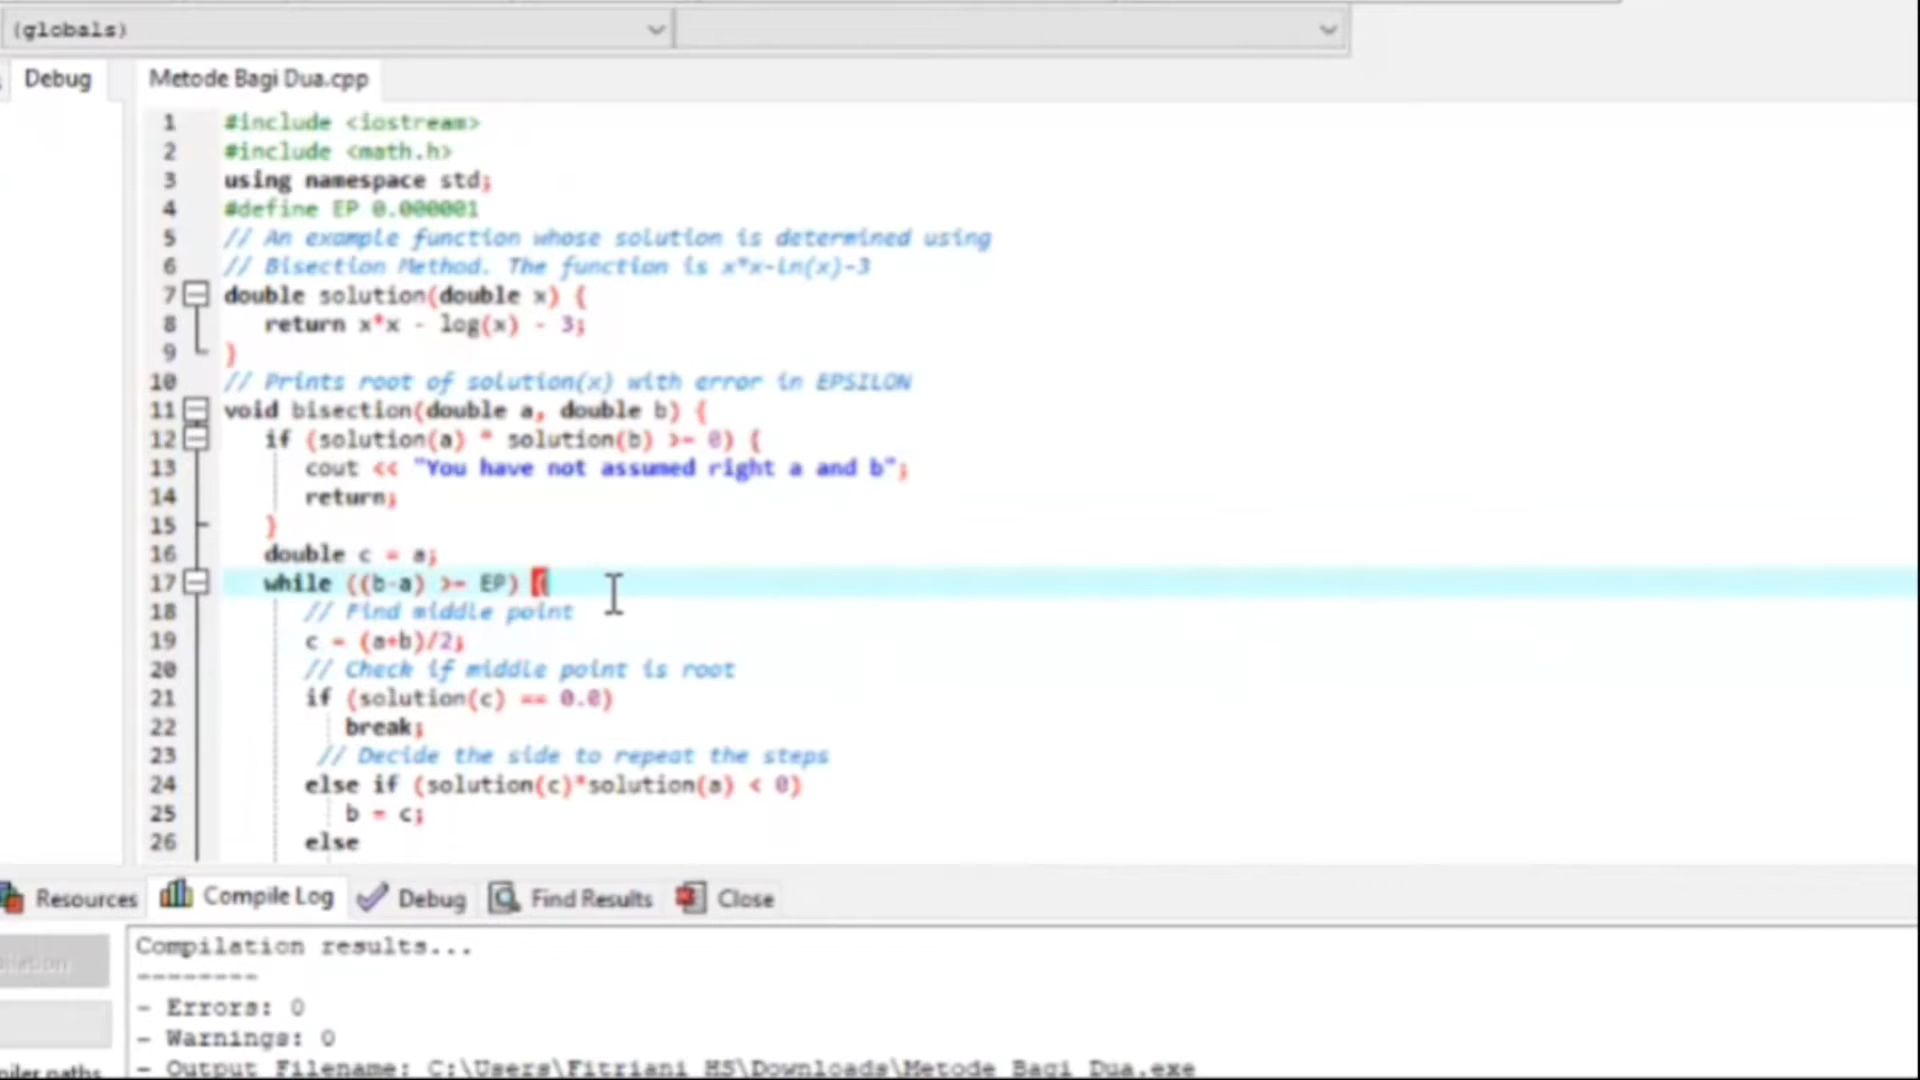 (globals)
Debug
Metode Bagi Dua.cpp
1 #include <iostream>
2 #include <math.h>
3 using namespace std;
4 #define EP 0.000001
5 // An example function whose solution is determined using
6 // Bisection Method. The function is x*x-ln(x)-3
7 double solution(double x) {
8 return x*x - log(x) - 3;
9 }
10 // Prints root of solution(x) with error in EPSILON
11 void bisection(double a, double b) {
12 if (solution(a) * solution(b) >= 0) {
13 cout << "You have not assumed right a and b";
14 return;
15 }
16 double c = a;
17 while ((b-a) >= EP) {
18 // Find middle point
19 c = (a+b)/2;
20 // Check if middle point is root
21 if (solution(c) == 0.0)
22 break;
23 // Decide the side to repeat the steps
24 else if (solution(c)*solution(a) < 0)
25 b = c;
26 else
Resources Compile Log Debug Find Results Close
Compilation results...
--------
- Errors: 0
- Warnings: 0
paths
- Output Filename: C:\Users\Fitriani HS\Downloads\Metode Bagi Dua.exe